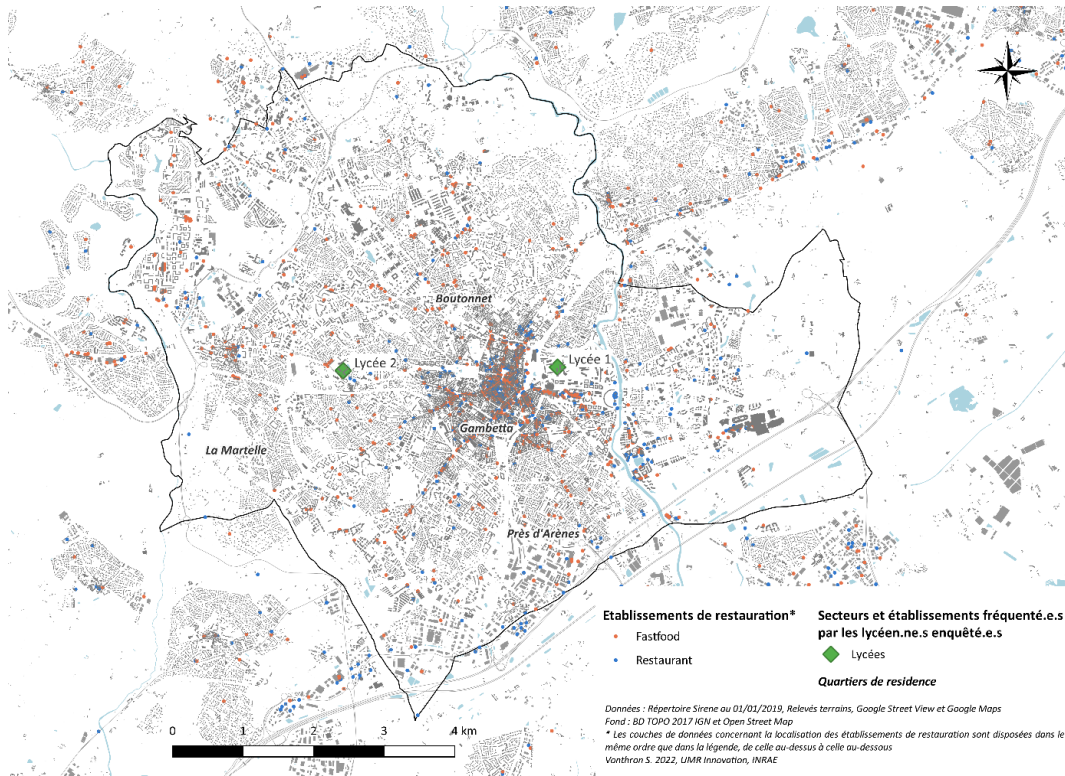 Boutonnet
Lycée 2
Lycée 1
Gambetta
La Martelle
Près d'Arènes
Etablissements de restauration*
Fastfood
Restaurant
Secteurs et établissements fréquenté.e.s
par les lycéen.ne.s enquêté.e.s
Lycées
Quartiers de residence
0 1 2 3 4 km
Données : Répertoire Sirene au 01/01/2019, Relevés terrains, Google Street View et Google Maps
Fond : BD TOPO 2017 IGN et Open Street Map
* Les couches de données concernant la localisation des établissements de restauration sont disposées dans le
même ordre que dans la légende, de celle au-dessus à celle au-dessous
Vonthron S. 2022, UMR Innovation, INRAE